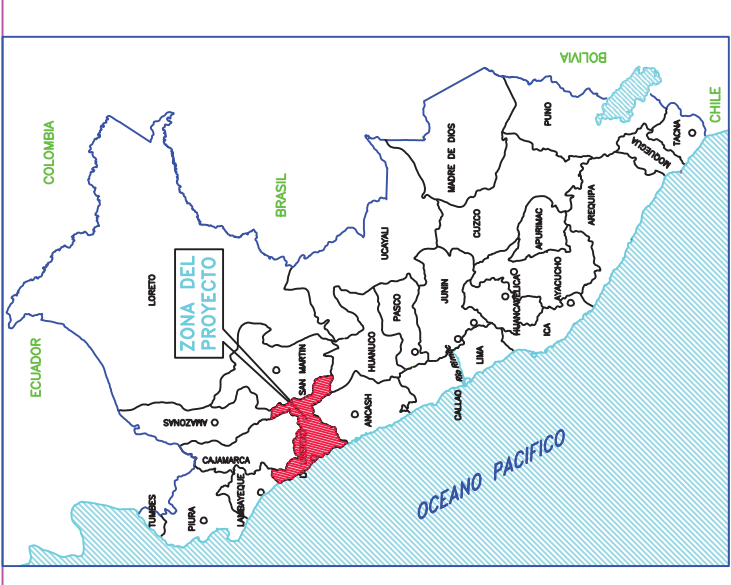 ECUADOR
COLOMBIA
TUMBES
PIURA
AMAZONAS
LORETO
LAMBAYEQUE
CAJAMARCA
ZONA DEL
PROYECTO
BRASIL
SAN MARTIN
ANCASH
HUANUCO
PASCO
UCAYALI
CALLAO
LIMA
JUNIN
MADRE DE DIOS
CUZCO
HUANCAVELICA
ICA
AYACUCHO
APURIMAC
AREQUIPA
PUNO
MOQUEGUA
TACNA
BOLIVIA
CHILE
OCEANO PACIFICO